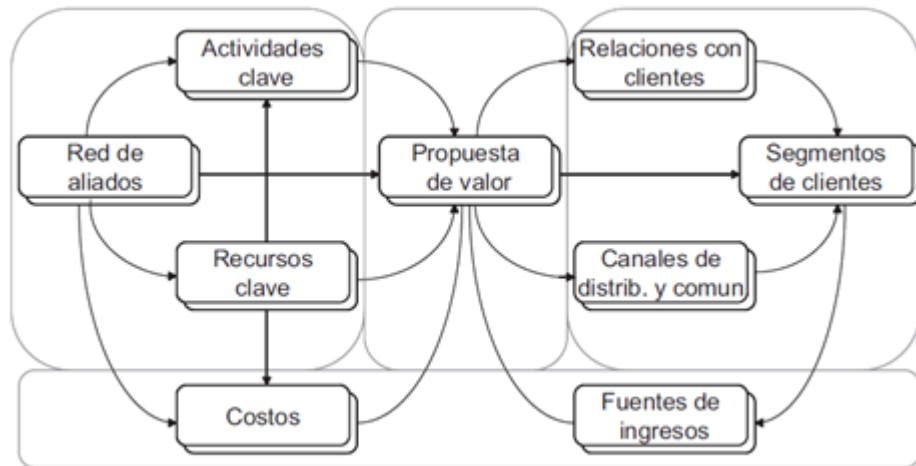 Actividades
clave
Relaciones con
clientes
Red de
aliados
Propuesta
de valor
Segmentos
de clientes
Recursos
clave
Canales de
distrib. y comun.
Costos
Fuentes de
ingresos